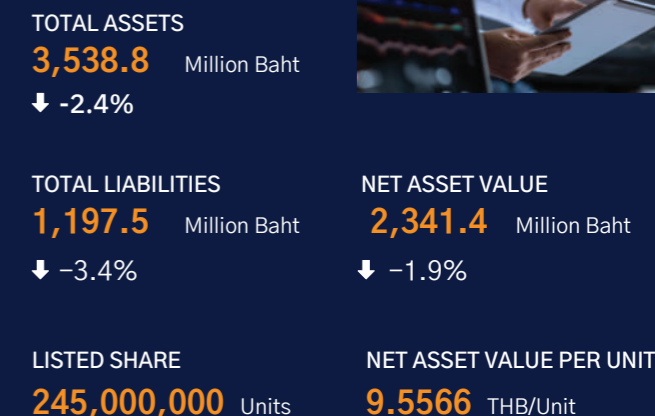 TOTAL ASSETS
3,538.8 Million Baht
-2.4%
TOTAL LIABILITIES
1,197.5 Million Baht
−3.4%
NET ASSET VALUE
2,341.4 Million Baht
−1.9%
LISTED SHARE
245,000,000 Units
NET ASSET VALUE PER UNIT
9.5566 THB/Unit